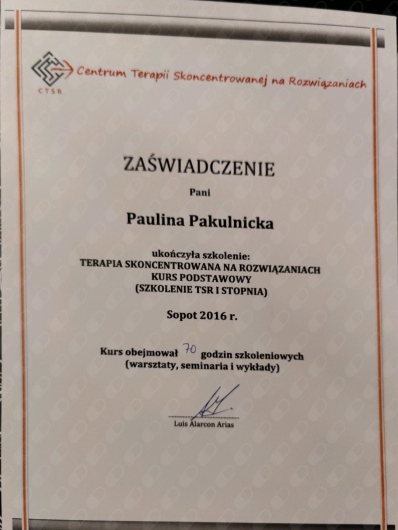 CTSR
Centrum Terapii Skoncentrowanej na Rozwiązaniach
ZAŚWIADCZENIE
Pani
Paulina Pakulnicka
ukończyła szkolenie:
TERAPIA SKONCENTROWANA NA ROZWIĄZANIACH
KURS PODSTAWOWY
(SZKOLENIE TSR I STOPNIA)
Sopot 2016 r.
Kurs obejmował 70 godzin szkoleniowych
(warsztaty, seminaria i wykłady)
Luis Alarcon Arias